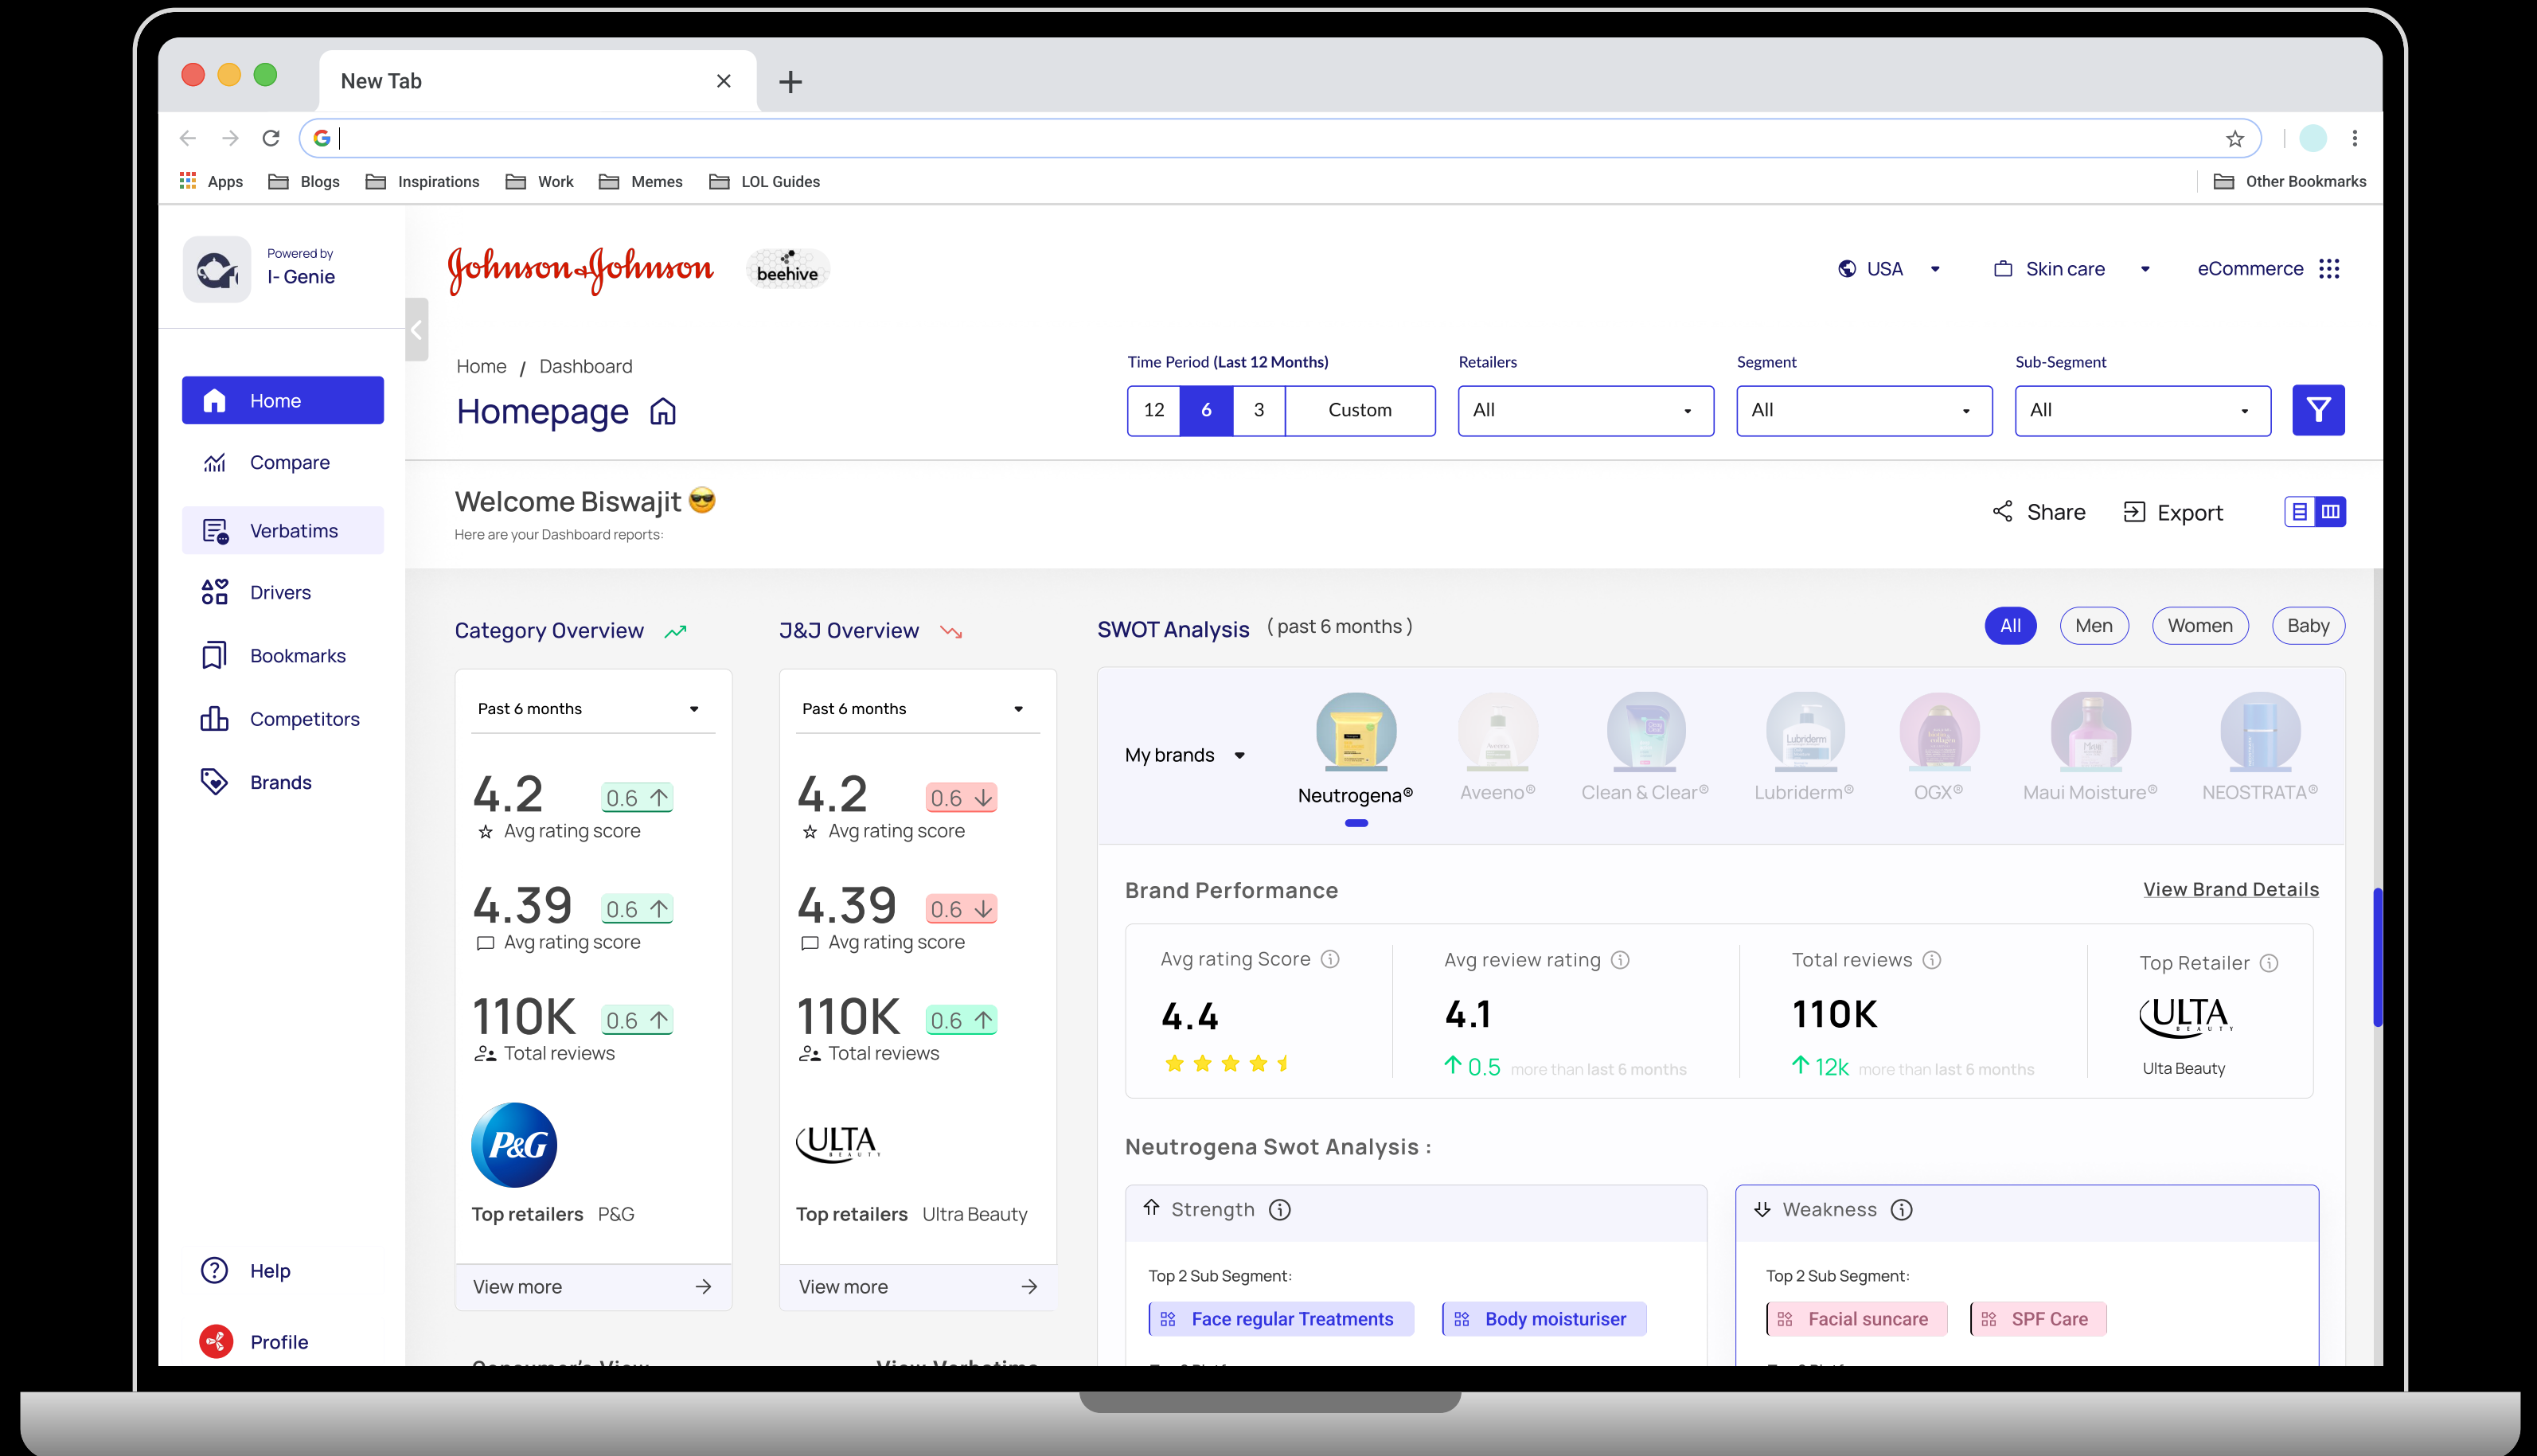 New Tab
Apps Blogs Inspirations Work Memes LOL Guides Other Bookmarks
Powered by
I- Genie
Johnson & Johnson
beehive
USA Skin care eCommerce
Home / Dashboard
Homepage
Time Period (Last 12 Months) Retailers Segment Sub-Segment
12 6 3 Custom All All All
Home
Compare
Verbatims
Drivers
Bookmarks
Competitors
Brands
Help
Profile
Welcome Biswajit
Here are your Dashboard reports:
Share Export
Category Overview
Past 6 months
4.2 0.6
Avg rating score
4.39 0.6
Avg rating score
110K 0.6
Total reviews
P&G
Top retailers P&G
View more
J&J Overview
Past 6 months
4.2 0.6
Avg rating score
4.39 0.6
Avg rating score
110K 0.6
Total reviews
ULTA
BEAUTY
Top retailers Ultra Beauty
View more
Consumer's View View Verbatims
SWOT Analysis ( past 6 months )
All Men Women Baby
My brands
Lubriderm
Neutrogena® Aveeno® Clean & Clear® Lubriderm® OGX® Maui Moisture® NEOSTRATA®
Brand Performance View Brand Details
Avg rating Score
4.4
Avg review rating
4.1
0.5 more than last 6 months
Total reviews
110K
12k more than last 6 months
Top Retailer
ULTA
BEAUTY
Ulta Beauty
Neutrogena Swot Analysis :
Strength
Top 2 Sub Segment:
Face regular Treatments Body moisturiser
Weakness
Top 2 Sub Segment:
Facial suncare SPF Care